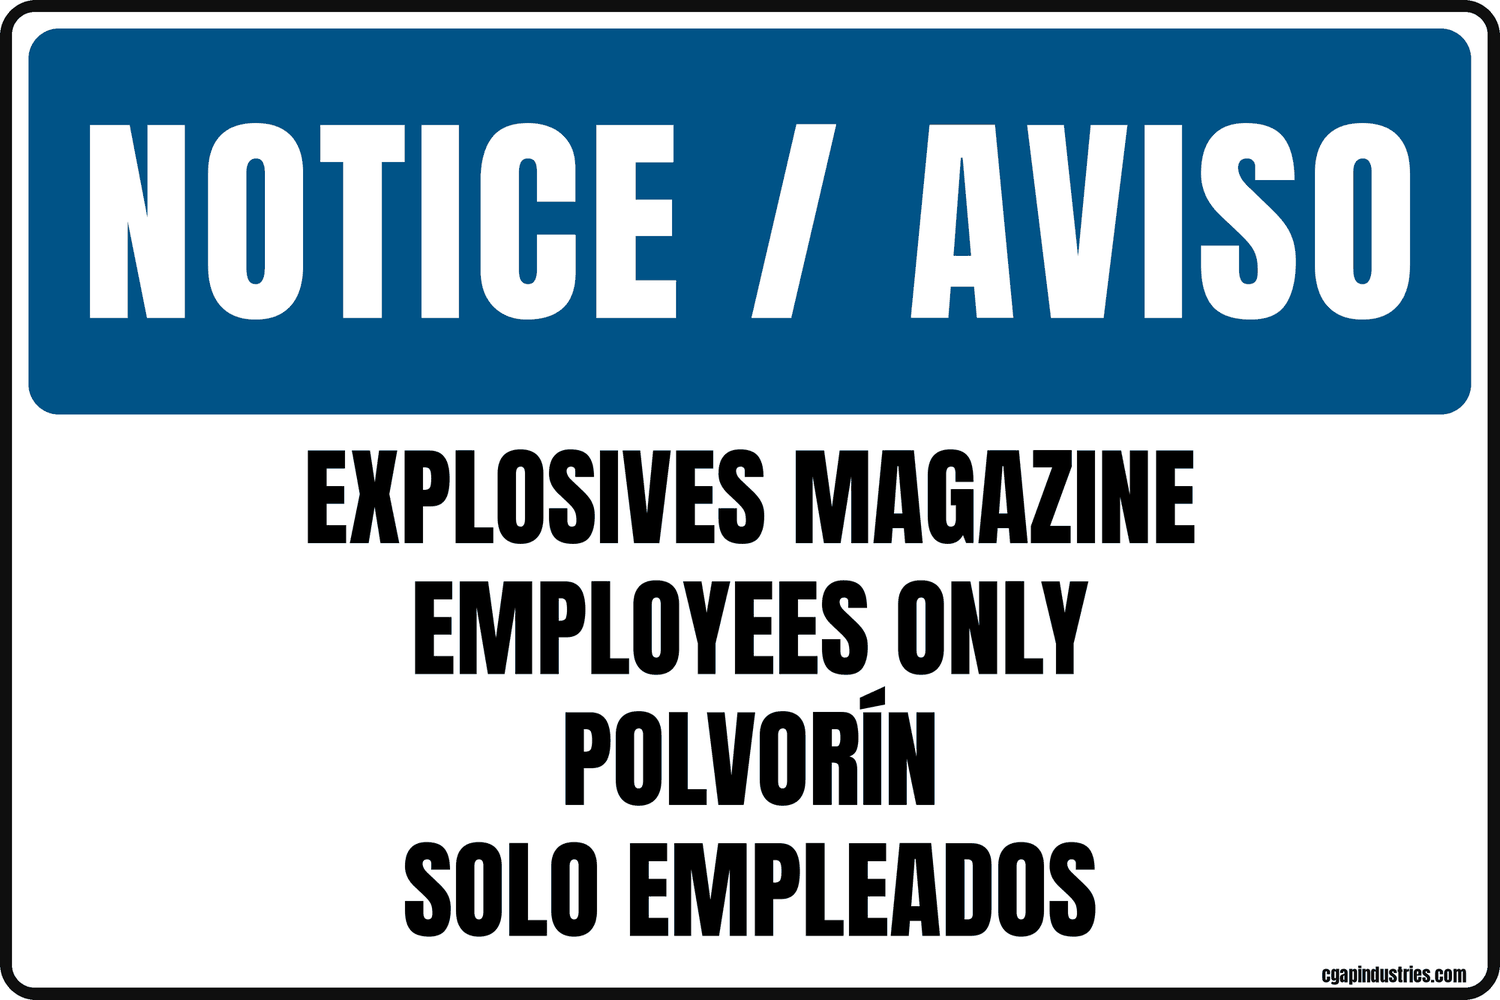 NOTICE / AVISO
EXPLOSIVES MAGAZINE
EMPLOYEES ONLY
POLVORÍN
SOLO EMPLEADOS
cgapindustries.com